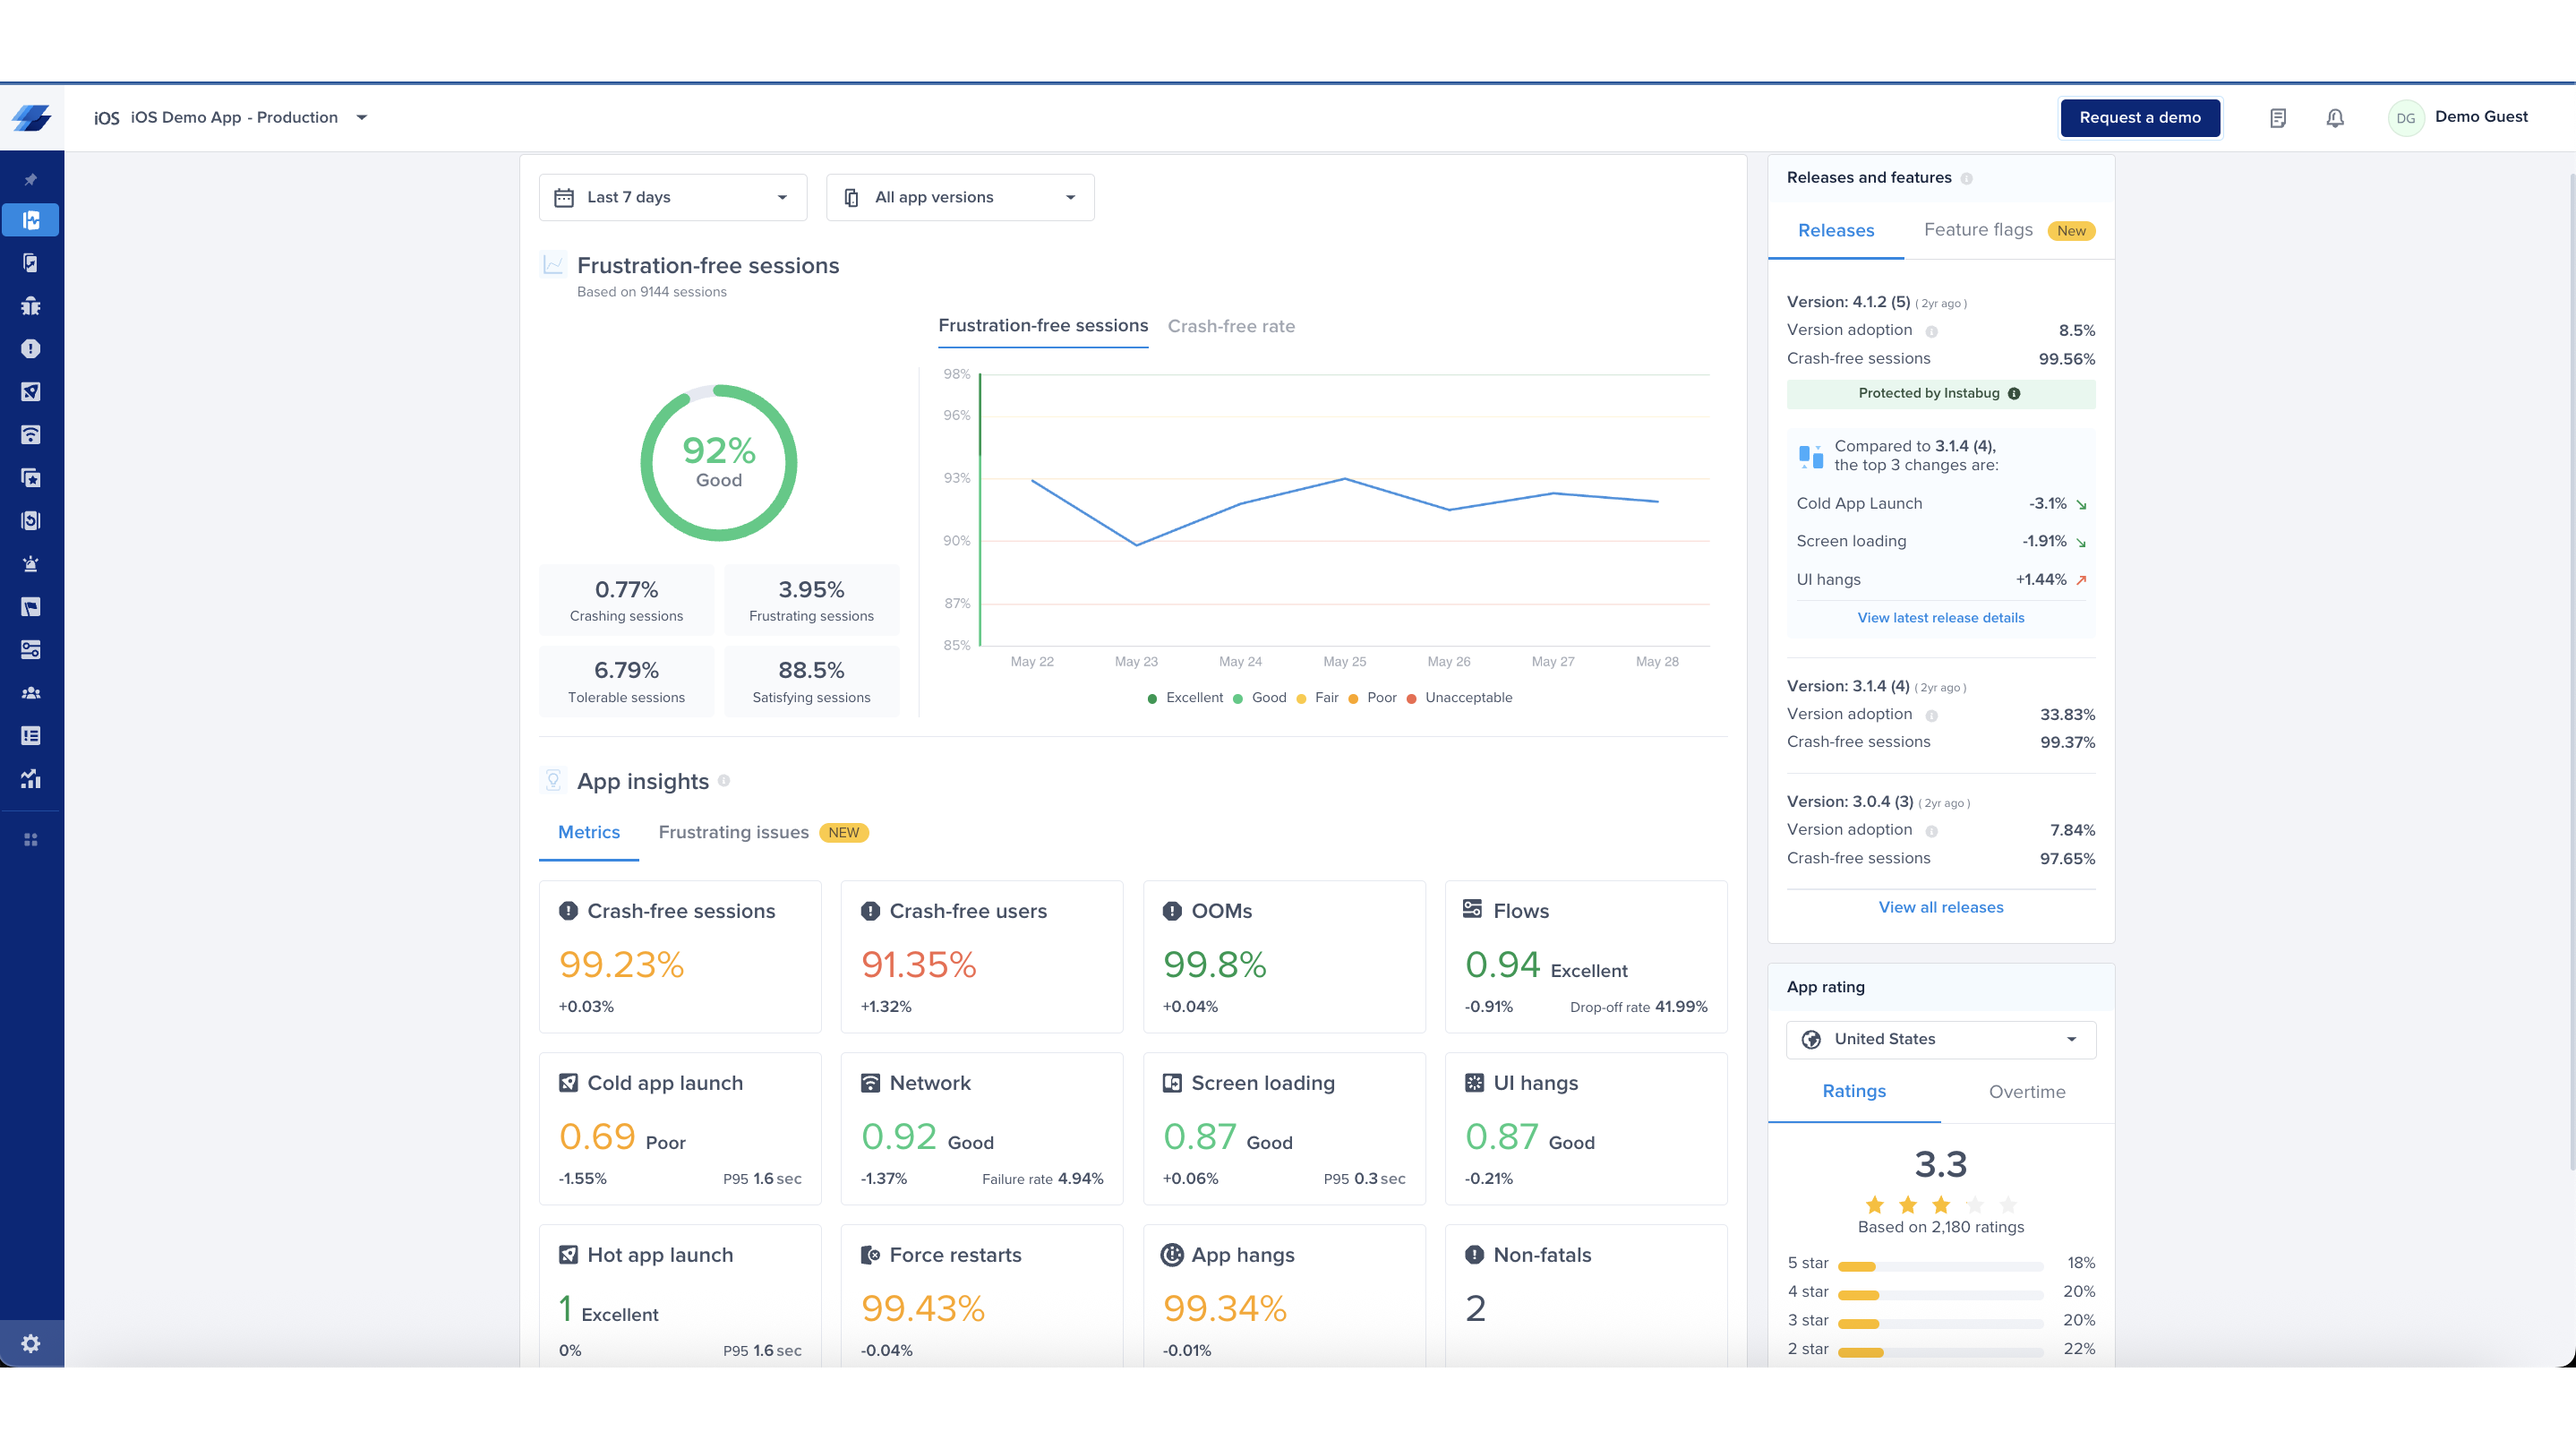 iOS iOS Demo App - Production
Request a demo
DG
Demo Guest
Last 7 days
All app versions
Frustration-free sessions
Based on 9144 sessions
92%
Good
0.77%
Crashing sessions
3.95%
Frustrating sessions
6.79%
Tolerable sessions
88.5%
Satisfying sessions
Frustration-free sessions
Crash-free rate
98%
96%
93%
90%
87%
85%
May 22
May 23
May 24
May 25
May 26
May 27
May 28
Excellent
Good
Fair
Poor
Unacceptable
App insights
Metrics
Frustrating issues
NEW
Crash-free sessions
99.23%
+0.03%
Crash-free users
91.35%
+1.32%
OOMs
99.8%
+0.04%
Flows
0.94 Excellent
-0.91%
Drop-off rate 41.99%
Cold app launch
0.69 Poor
-1.55%
P95 1.6 sec
Network
0.92 Good
-1.37%
Failure rate 4.94%
Screen loading
0.87 Good
+0.06%
P95 0.3 sec
UI hangs
0.87 Good
-0.21%
Hot app launch
1 Excellent
0%
P95 1.6 sec
Force restarts
99.43%
-0.04%
App hangs
99.34%
-0.01%
Non-fatals
2
Releases and features
Releases
Feature flags
New
Version: 4.1.2 (5) ( 2yr ago )
Version adoption
8.5%
Crash-free sessions
99.56%
Protected by Instabug
Compared to 3.1.4 (4),
the top 3 changes are:
Cold App Launch
-3.1%
Screen loading
-1.91%
UI hangs
+1.44%
View latest release details
Version: 3.1.4 (4) ( 2yr ago )
Version adoption
33.83%
Crash-free sessions
99.37%
Version: 3.0.4 (3) ( 2yr ago )
Version adoption
7.84%
Crash-free sessions
97.65%
View all releases
App rating
United States
Ratings
Overtime
3.3
Based on 2,180 ratings
5 star
18%
4 star
20%
3 star
20%
2 star
22%